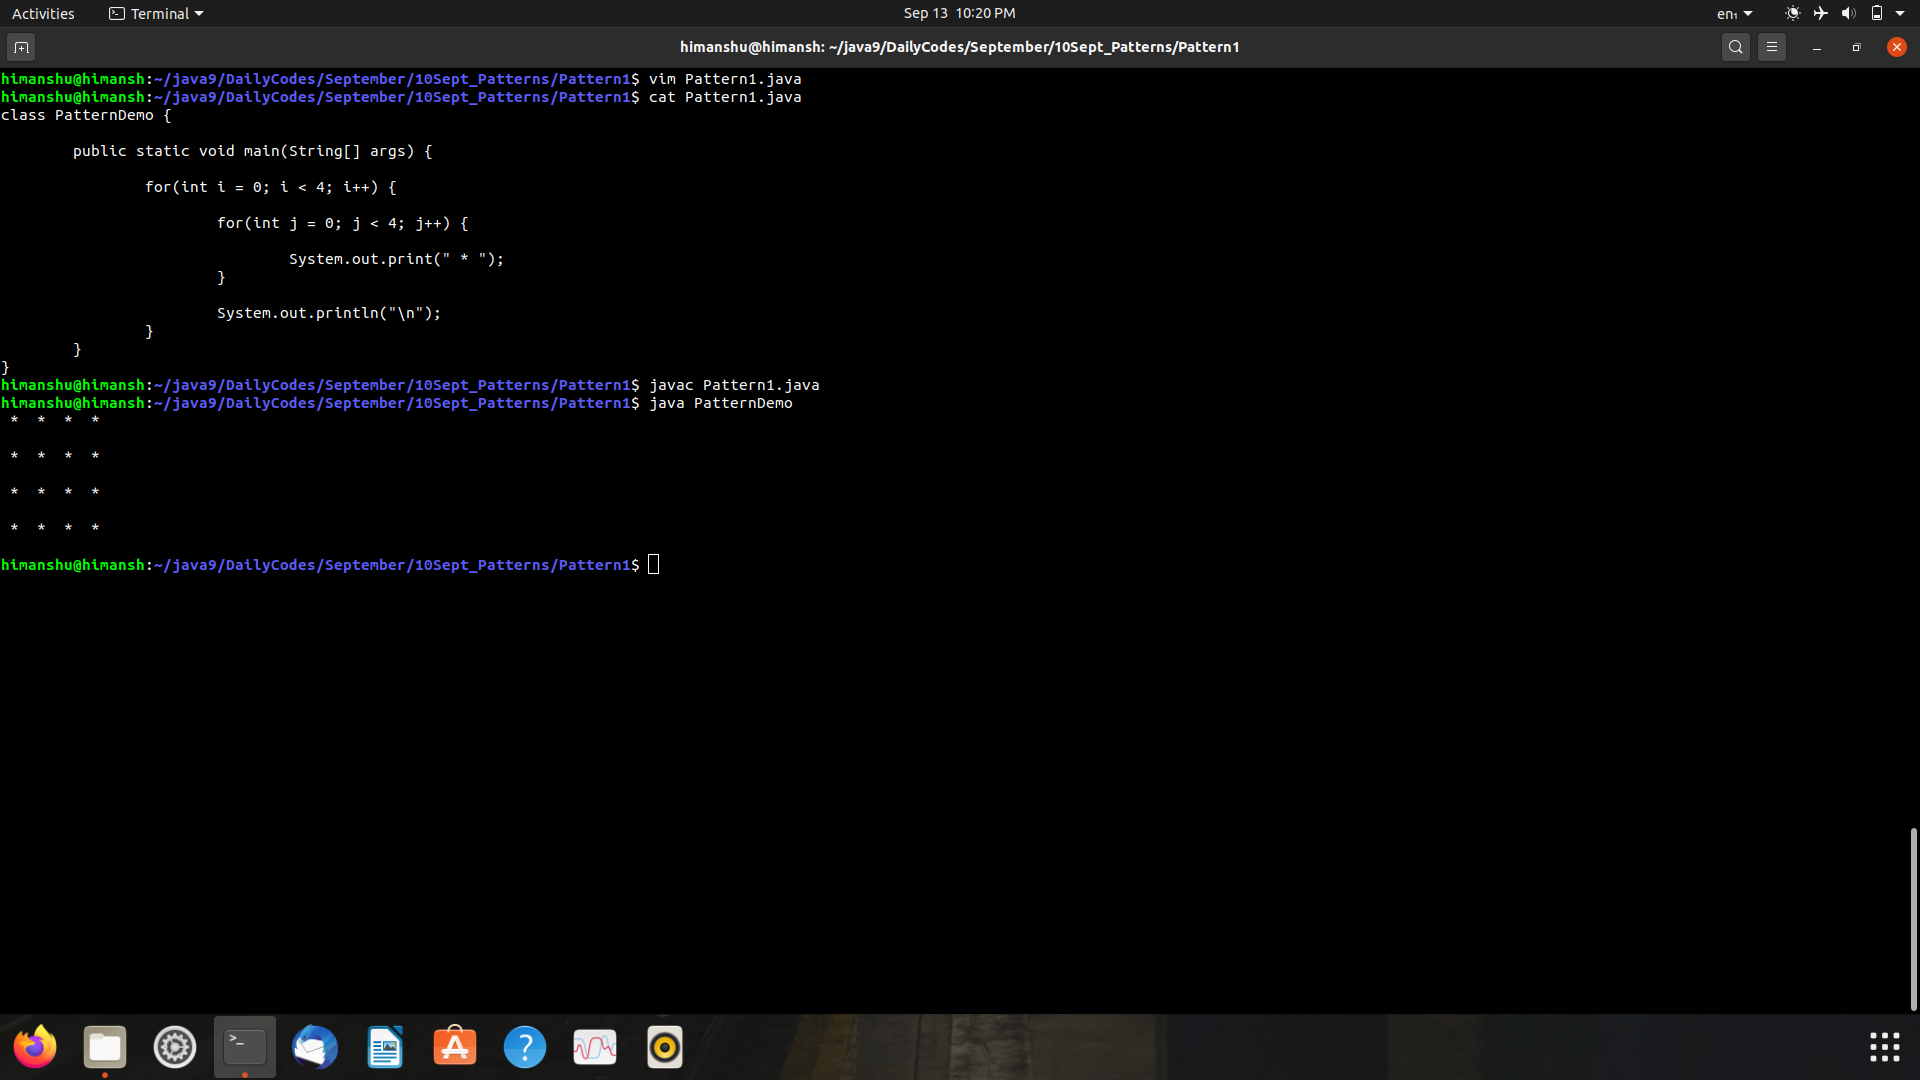 Activities Terminal Sep 13 10:20 PM en₁
himanshu@himansh: ~/java9/DailyCodes/September/10Sept_Patterns/Pattern1
himanshu@himansh:~/java9/DailyCodes/September/10Sept_Patterns/Pattern1$ vim Pattern1.java
himanshu@himansh:~/java9/DailyCodes/September/10Sept_Patterns/Pattern1$ cat Pattern1.java
class PatternDemo {
        public static void main(String[] args) {
                for(int i = 0; i < 4; i++) {
                        for(int j = 0; j < 4; j++) {
                                System.out.print(" * ");
                        }
                        System.out.println("\n");
                }
        }
}
himanshu@himansh:~/java9/DailyCodes/September/10Sept_Patterns/Pattern1$ javac Pattern1.java
himanshu@himansh:~/java9/DailyCodes/September/10Sept_Patterns/Pattern1$ java PatternDemo
 *  *  *  *
 *  *  *  *
 *  *  *  *
 *  *  *  *
himanshu@himansh:~/java9/DailyCodes/September/10Sept_Patterns/Pattern1$